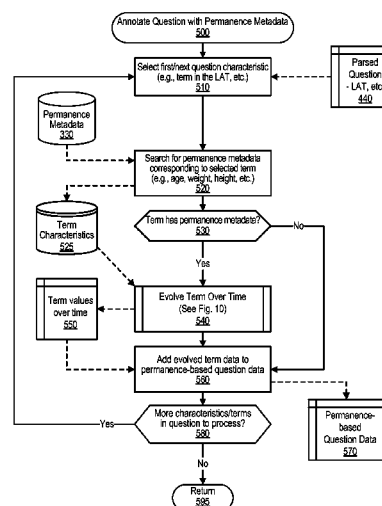 Annotate Question with Permanence Metadata
500
Select first/next question characteristic
(e.g., term in the LAT, etc.)
510
Parsed
Question
- LAT, etc
440
Permanence
Metadata
330
Search for permanence metadata
corresponding to selected term
(e.g., age, weight, height, etc.)
520
Term
Characteristics
525
Term has permanence metadata?
530
No
Yes
Evolve Term Over Time
(See Fig. 10)
540
Term values
over time
550
Add evolved term data to
permanence-based question data
560
Yes
More characteristics/terms
in question to process?
580
Permanence-
based
Question Data
570
No
Return
595